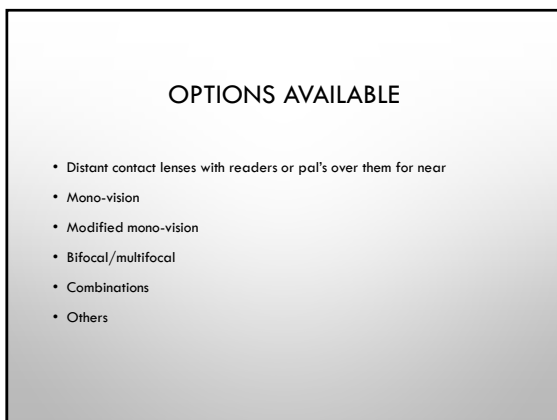 OPTIONS AVAILABLE
• Distant contact lenses with readers or pal's over them for near
• Mono-vision
• Modified mono-vision
• Bifocal/multifocal
• Combinations
• Others